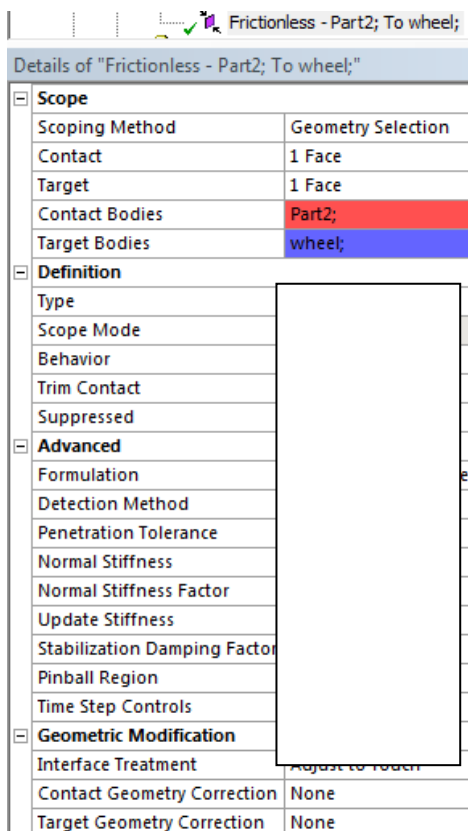 Frictionless - Part2; To wheel;
Details of "Frictionless - Part2; To wheel;"
Scope
Scoping Method Geometry Selection
Contact 1 Face
Target 1 Face
Contact Bodies Part2;
Target Bodies wheel;
Definition
Type
Scope Mode
Behavior
Trim Contact
Suppressed
Advanced
Formulation
Detection Method
Penetration Tolerance
Normal Stiffness
Normal Stiffness Factor
Update Stiffness
Stabilization Damping Factor
Pinball Region
Time Step Controls
Geometric Modification
Interface Treatment Adjust to Touch
Contact Geometry Correction None
Target Geometry Correction None